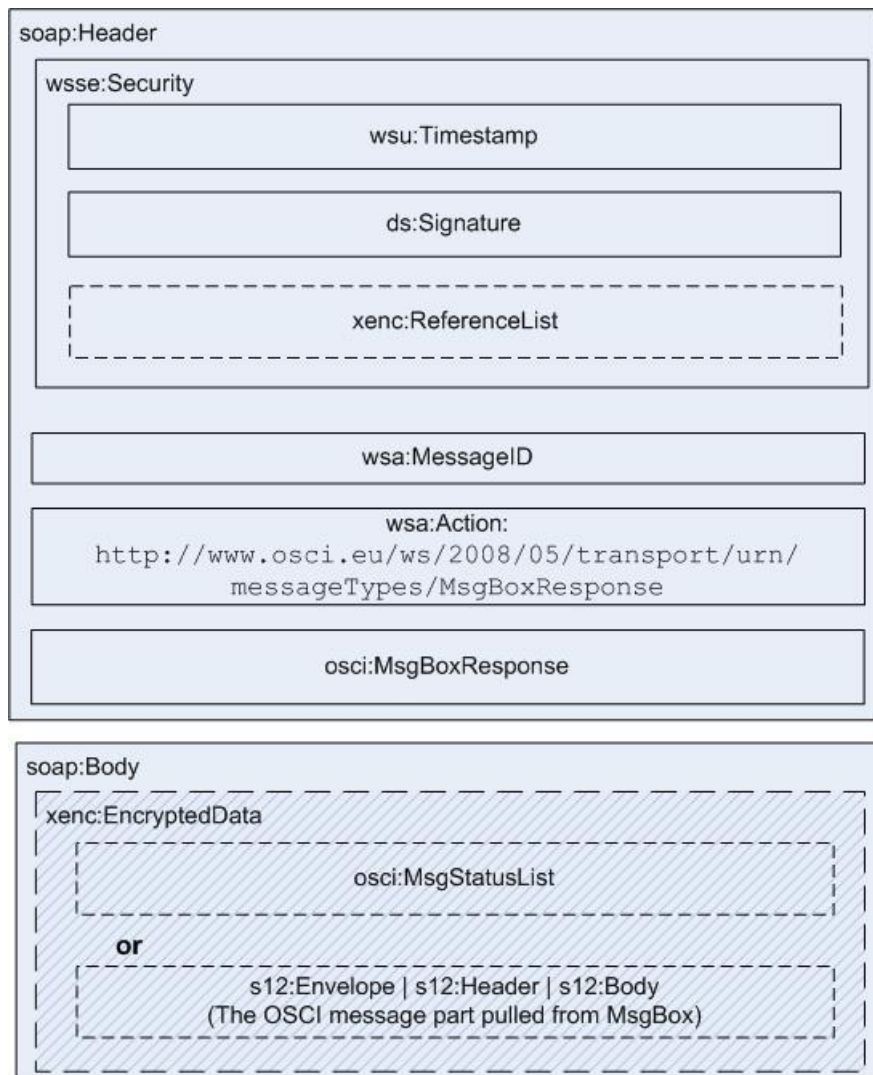 soap:Header
wsse:Security
wsu:Timestamp
ds:Signature
xenc:ReferenceList
wsa:MessageID
wsa:Action:
http://www.osci.eu/ws/2008/05/transport/urn/
messageTypes/MsgBoxResponse
osci:MsgBoxResponse
soap:Body
xenc:EncryptedData
osci:MsgStatusList
or
s12:Envelope | s12:Header | s12:Body
(The OSCI message part pulled from MsgBox)